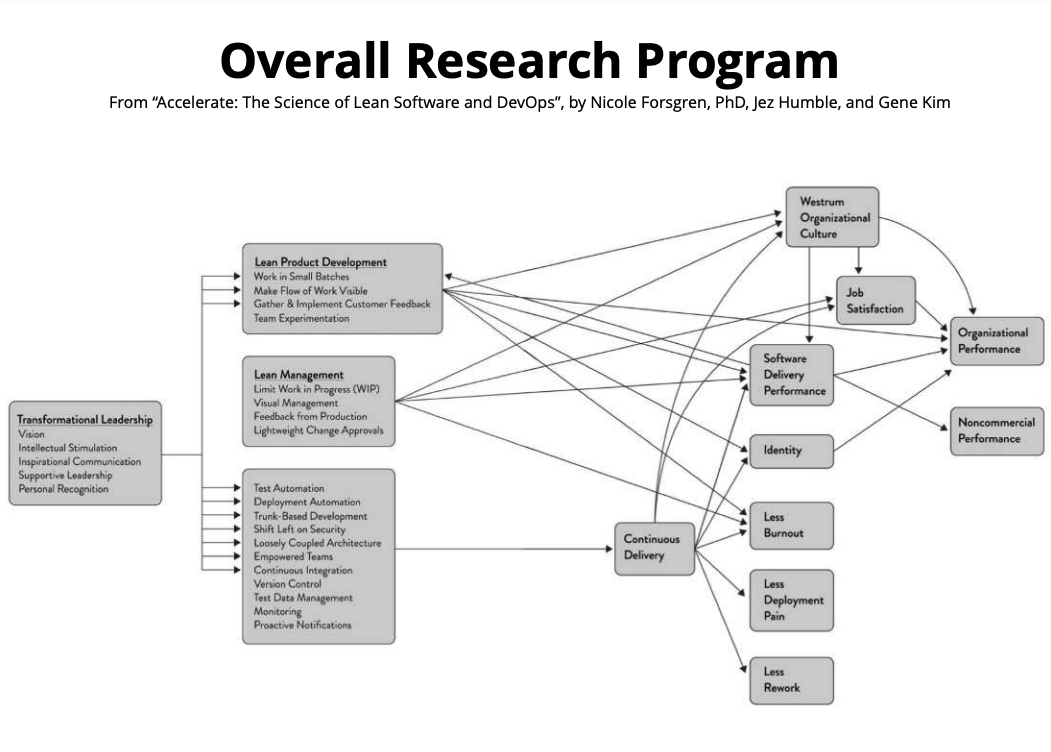 Overall Research Program
From “Accelerate: The Science of Lean Software and DevOps”, by Nicole Forsgren, PhD, Jez Humble, and Gene Kim
Transformational Leadership
Vision
Intellectual Stimulation
Inspirational Communication
Supportive Leadership
Personal Recognition
Lean Product Development
Work in Small Batches
Make Flow of Work Visible
Gather & Implement Customer Feedback
Team Experimentation
Lean Management
Limit Work in Progress (WIP)
Visual Management
Feedback from Production
Lightweight Change Approvals
Test Automation
Deployment Automation
Trunk-Based Development
Shift Left on Security
Loosely Coupled Architecture
Empowered Teams
Continuous Integration
Version Control
Test Data Management
Monitoring
Proactive Notifications
Continuous
Delivery
Westrum
Organizational
Culture
Job
Satisfaction
Software
Delivery
Performance
Identity
Less
Burnout
Less
Deployment
Pain
Less
Rework
Organizational
Performance
Noncommercial
Performance